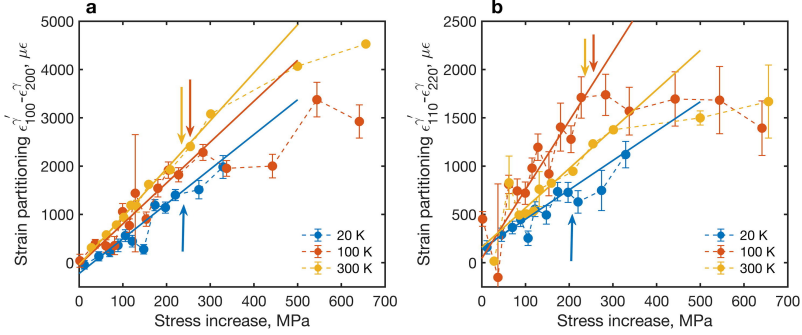 a
Strain partitioning ε^γ′_100-ε^γ_200, με
5000
4000
3000
2000
1000
0
0 100 200 300 400 500 600 700
Stress increase, MPa
20 K
100 K
300 K
b
Strain partitioning ε^γ′_110-ε^γ_220, με
2500
2000
1500
1000
500
0
0 100 200 300 400 500 600 700
Stress increase, MPa
20 K
100 K
300 K